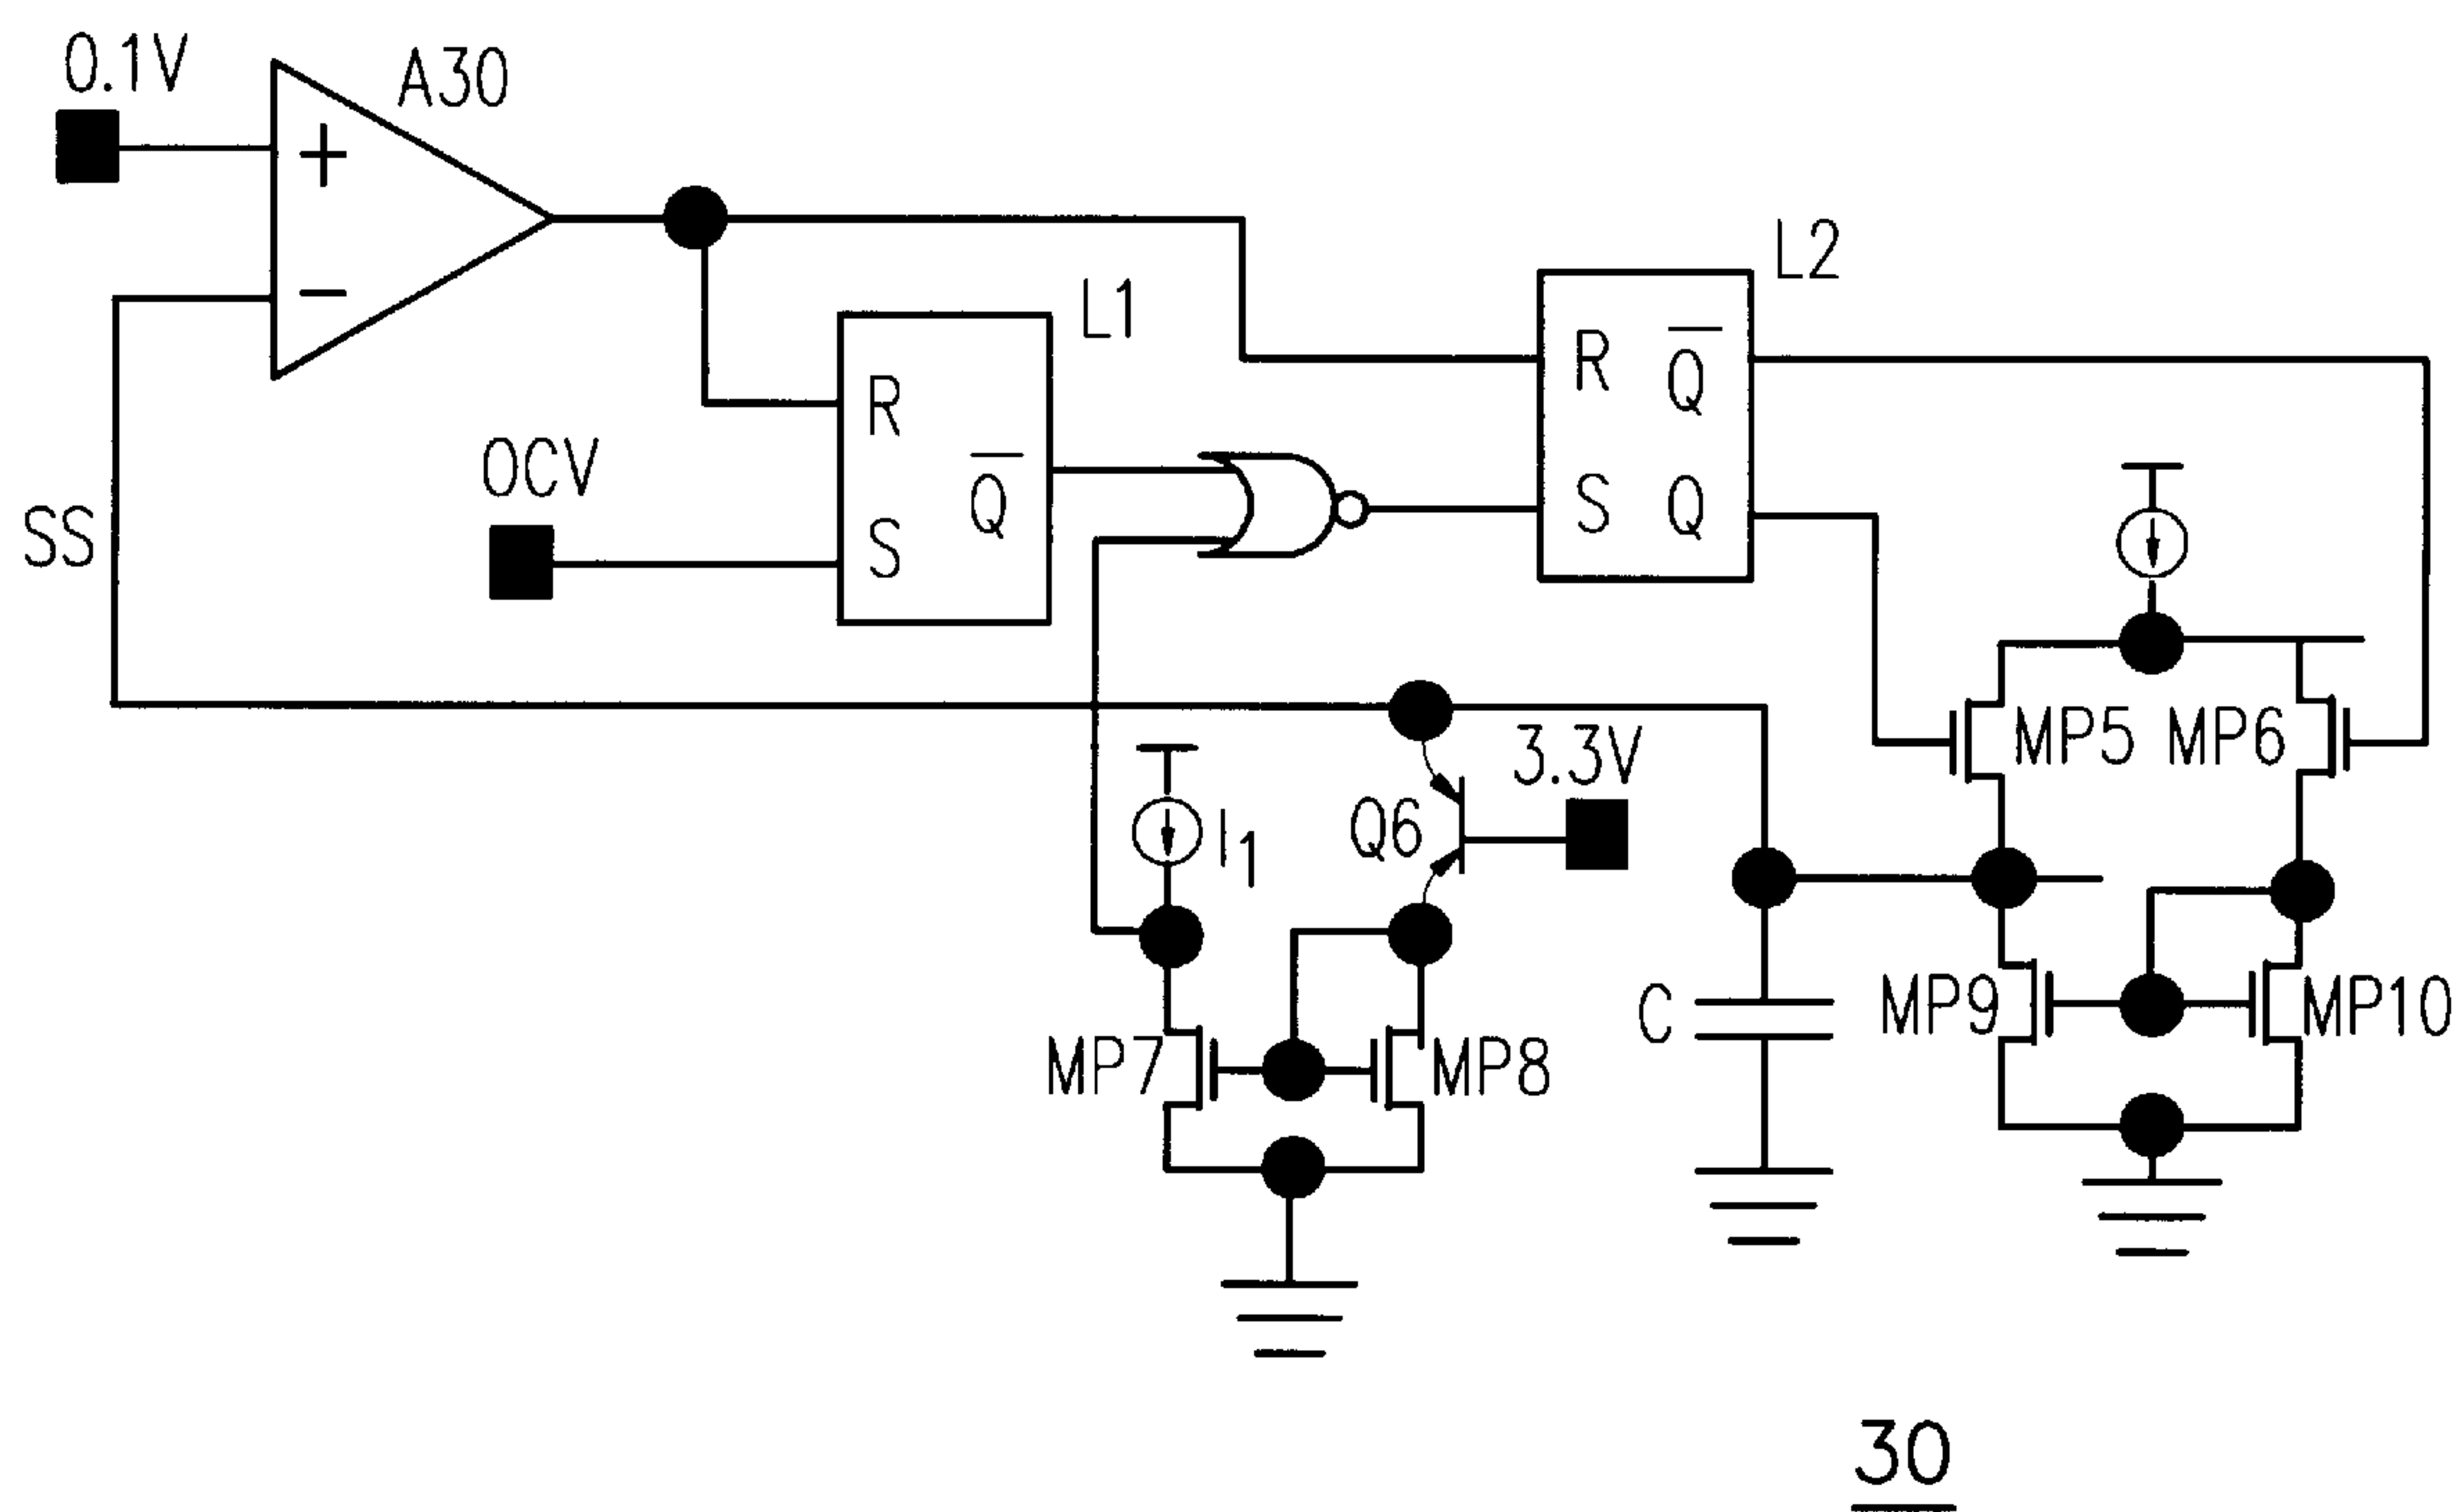 0.1V
A30
+
−
L1
L2
R
Q̅
S
Q
R
Q̅
S
OCV
SS
3.3V
MP5
MP6
Q6
I1
C
MP9
MP10
MP7
MP8
30